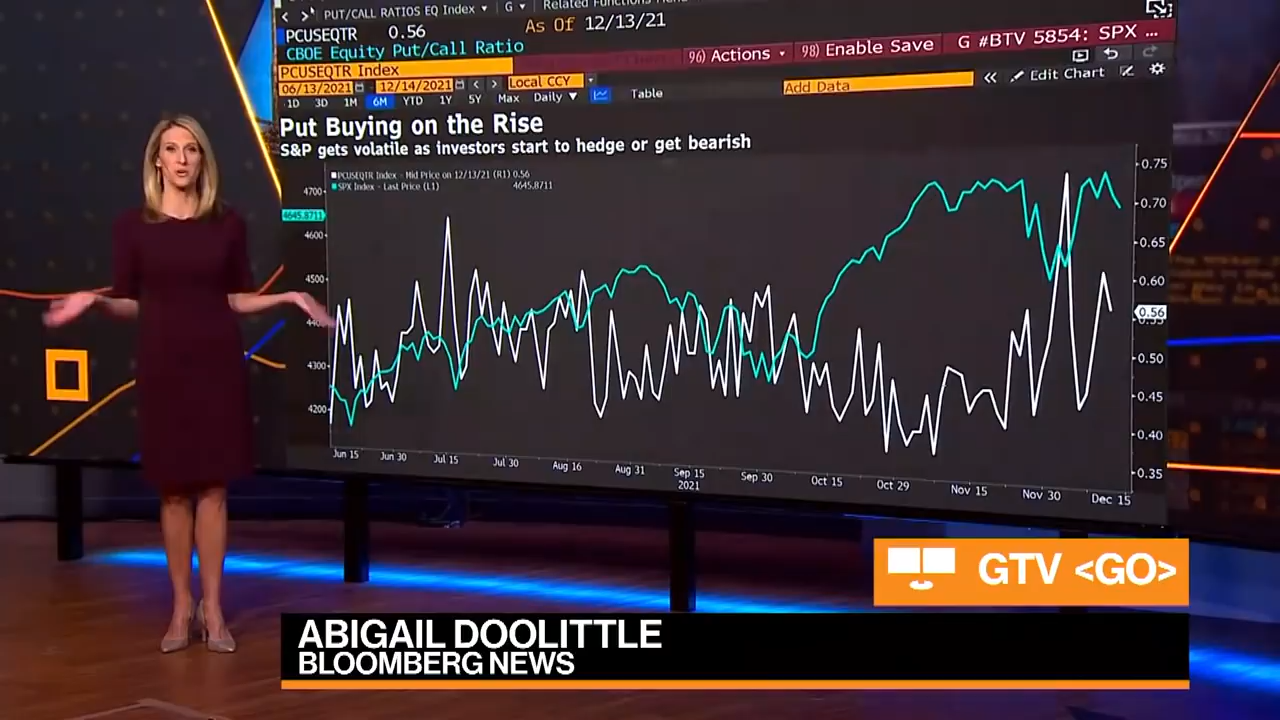 < > PUT/CALL RATIOS EQ Index ▾ G ▾ Related Functions Menu
PCUSEQTR 0.56 As Of 12/13/21
CBOE Equity Put/Call Ratio
PCUSEQTR Index 96) Actions ▾ 98) Enable Save G #BTV 5854: SPX ...
06/13/2021 - 12/14/2021 < > Local CCY ▾ Add Data « Edit Chart
1D 3D 1M 6M YTD 1Y 5Y Max Daily ▼ Table
Put Buying on the Rise
S&P gets volatile as investors start to hedge or get bearish
PCUSEQTR Index - Mid Price on 12/13/21 (R1) 0.56
SPX Index - Last Price (L1) 4645.8711
4700
4645.8711
4600
4500
4400
4300
4200
0.75
0.70
0.65
0.60
0.56
0.55
0.50
0.45
0.40
0.35
Jun 15 Jun 30 Jul 15 Jul 30 Aug 16 Aug 31 Sep 15 Sep 30 Oct 15 Oct 29 Nov 15 Nov 30 Dec 15
2021
GTV <GO>
ABIGAIL DOOLITTLE
BLOOMBERG NEWS